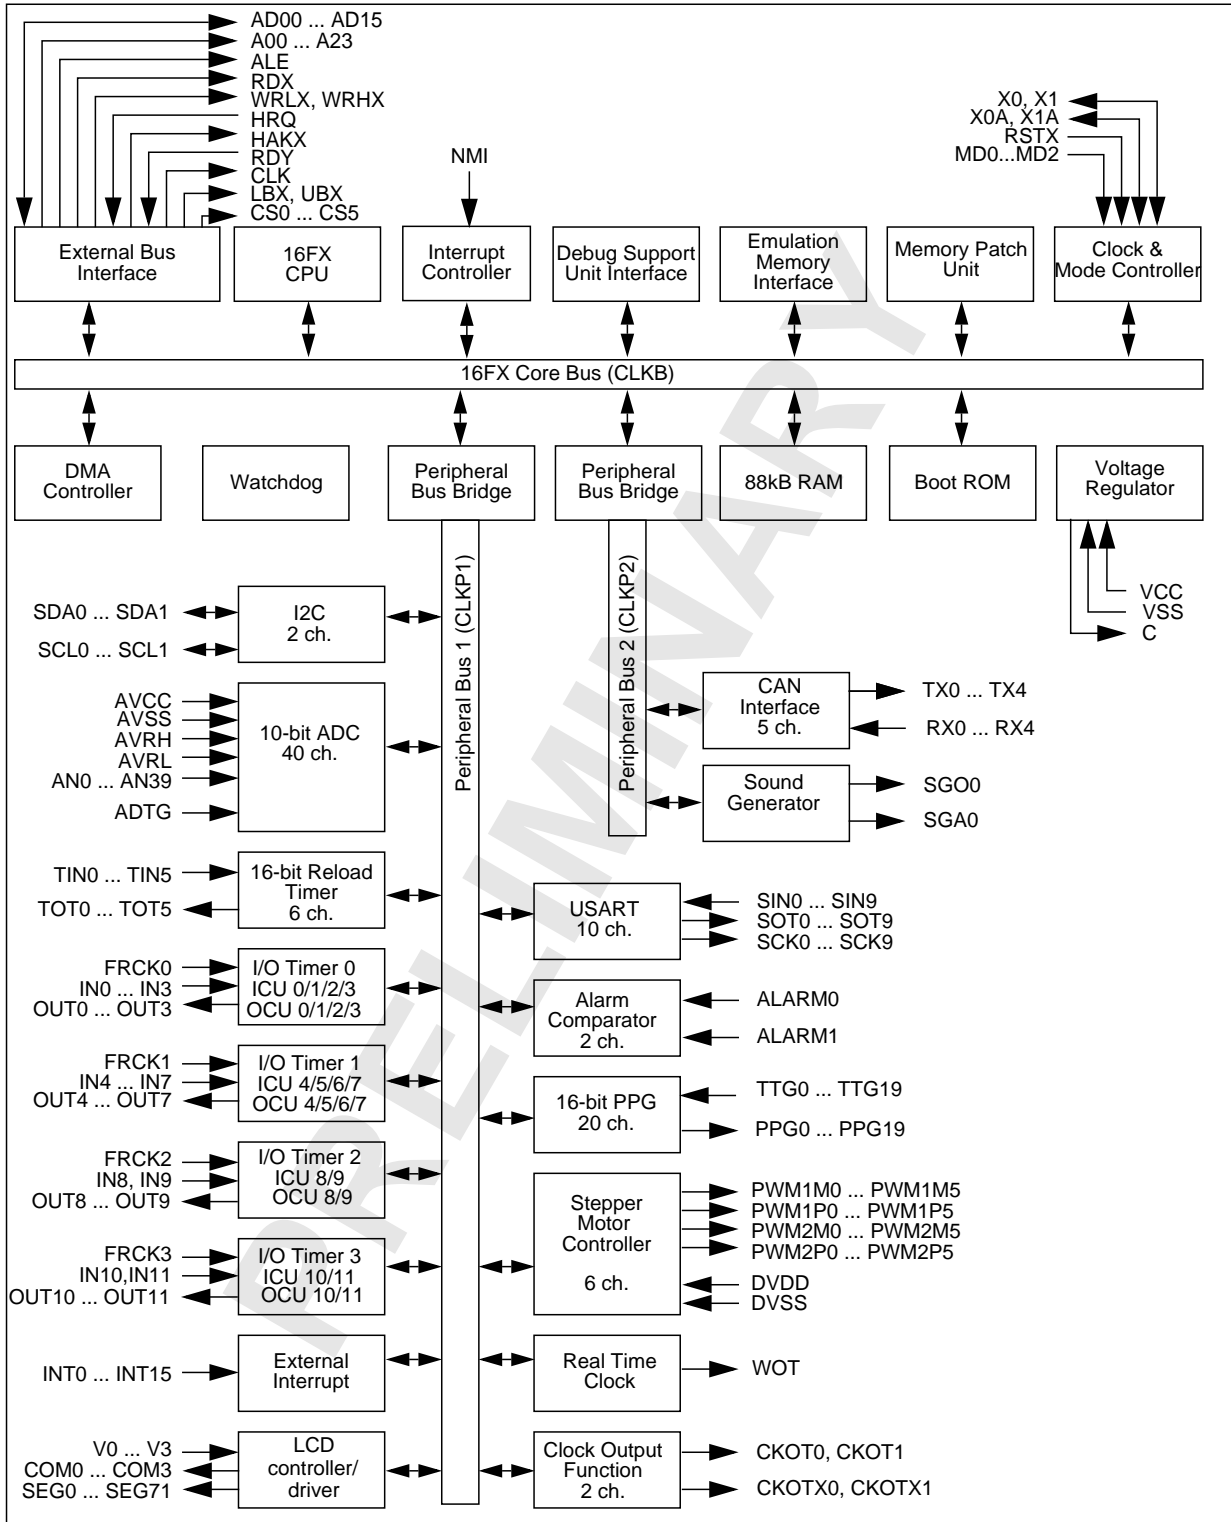 AD00 ... AD15
A00 ... A23
ALE
RDX
WRLX, WRHX
HRQ
HAKX
RDY
CLK
LBX, UBX
CS0 ... CS5
NMI
X0, X1
X0A, X1A
RSTX
MD0...MD2
External Bus
Interface
16FX
CPU
Interrupt
Controller
Debug Support
Unit Interface
Emulation
Memory
Interface
Memory Patch
Unit
Clock &
Mode Controller
16FX Core Bus (CLKB)
DMA
Controller
Watchdog
Peripheral
Bus Bridge
Peripheral
Bus Bridge
88kB RAM
Boot ROM
Voltage
Regulator
VCC
VSS
C
Peripheral Bus 1 (CLKP1)
Peripheral Bus 2 (CLKP2)
SDA0 ... SDA1
SCL0 ... SCL1
I2C
2 ch.
AVCC
AVSS
AVRH
AVRL
AN0 ... AN39
ADTG
10-bit ADC
40 ch.
CAN
Interface
5 ch.
TX0 ... TX4
RX0 ... RX4
Sound
Generator
SGO0
SGA0
TIN0 ... TIN5
TOT0 ... TOT5
16-bit Reload
Timer
6 ch.
USART
10 ch.
SIN0 ... SIN9
SOT0 ... SOT9
SCK0 ... SCK9
FRCK0
IN0 ... IN3
OUT0 ... OUT3
I/O Timer 0
ICU 0/1/2/3
OCU 0/1/2/3
Alarm
Comparator
2 ch.
ALARM0
ALARM1
FRCK1
IN4 ... IN7
OUT4 ... OUT7
I/O Timer 1
ICU 4/5/6/7
OCU 4/5/6/7
16-bit PPG
20 ch.
TTG0 ... TTG19
PPG0 ... PPG19
FRCK2
IN8, IN9
OUT8 ... OUT9
I/O Timer 2
ICU 8/9
OCU 8/9
Stepper
Motor
Controller
6 ch.
PWM1M0 ... PWM1M5
PWM1P0 ... PWM1P5
PWM2M0 ... PWM2M5
PWM2P0 ... PWM2P5
DVDD
DVSS
FRCK3
IN10,IN11
OUT10 ... OUT11
I/O Timer 3
ICU 10/11
OCU 10/11
INT0 ... INT15
External
Interrupt
Real Time
Clock
WOT
V0 ... V3
COM0 ... COM3
SEG0 ... SEG71
LCD
controller/
driver
Clock Output
Function
2 ch.
CKOT0, CKOT1
CKOTX0, CKOTX1
PRELIMINARY